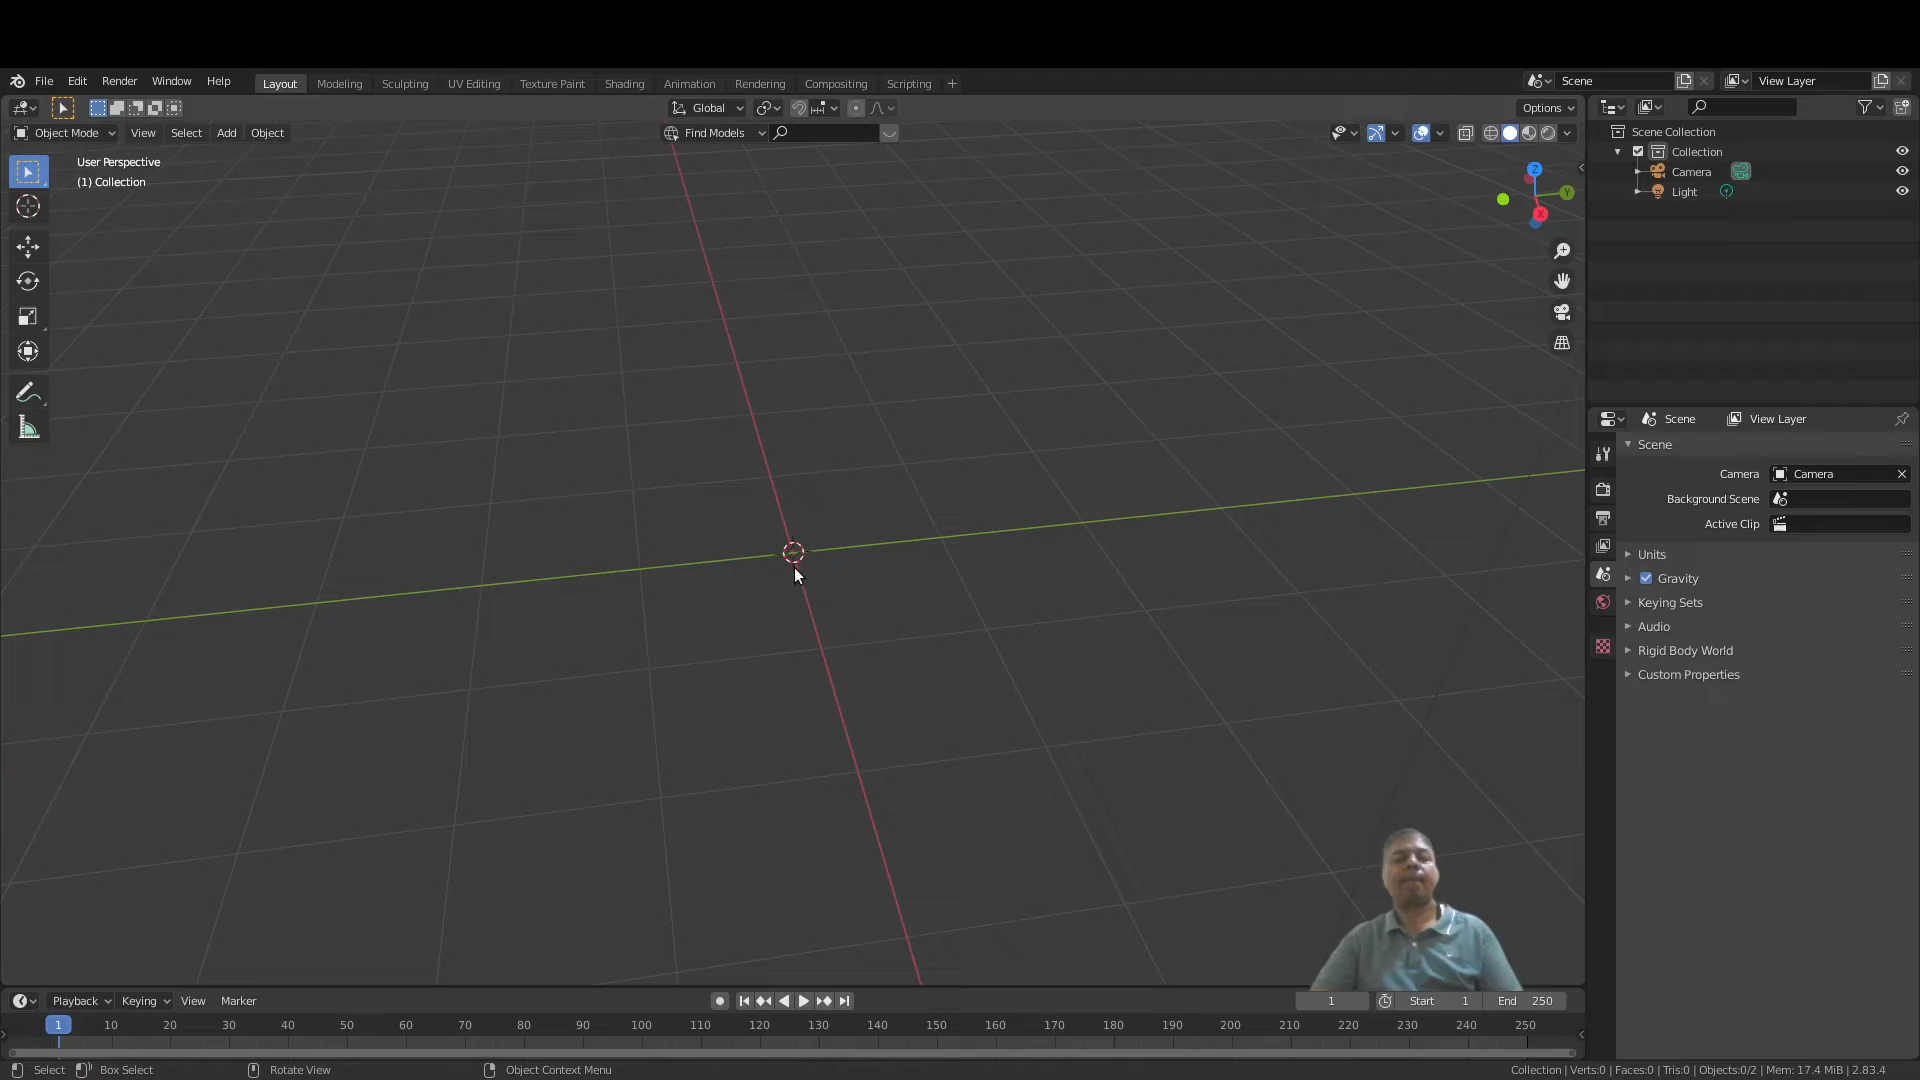 File Edit Render Window Help Layout Modeling Sculpting UV Editing Texture Paint Shading Animation Rendering Compositing Scripting + Scene View Layer
Global Options
Object Mode View Select Add Object Find Models
User Perspective
(1) Collection
Z
Y
X
Scene Collection
Collection
Camera
Light
Scene View Layer
Scene
Camera Camera
Background Scene
Active Clip
Units
Gravity
Keying Sets
Audio
Rigid Body World
Custom Properties
Playback Keying View Marker 1 Start 1 End 250
1 10 20 30 40 50 60 70 80 90 100 110 120 130 140 150 160 170 180 190 200 210 220 230 240 250
Select Box Select Rotate View Object Context Menu Collection | Verts:0 | Faces:0 | Tris:0 | Objects:0/2 | Mem: 17.4 MiB | 2.83.4